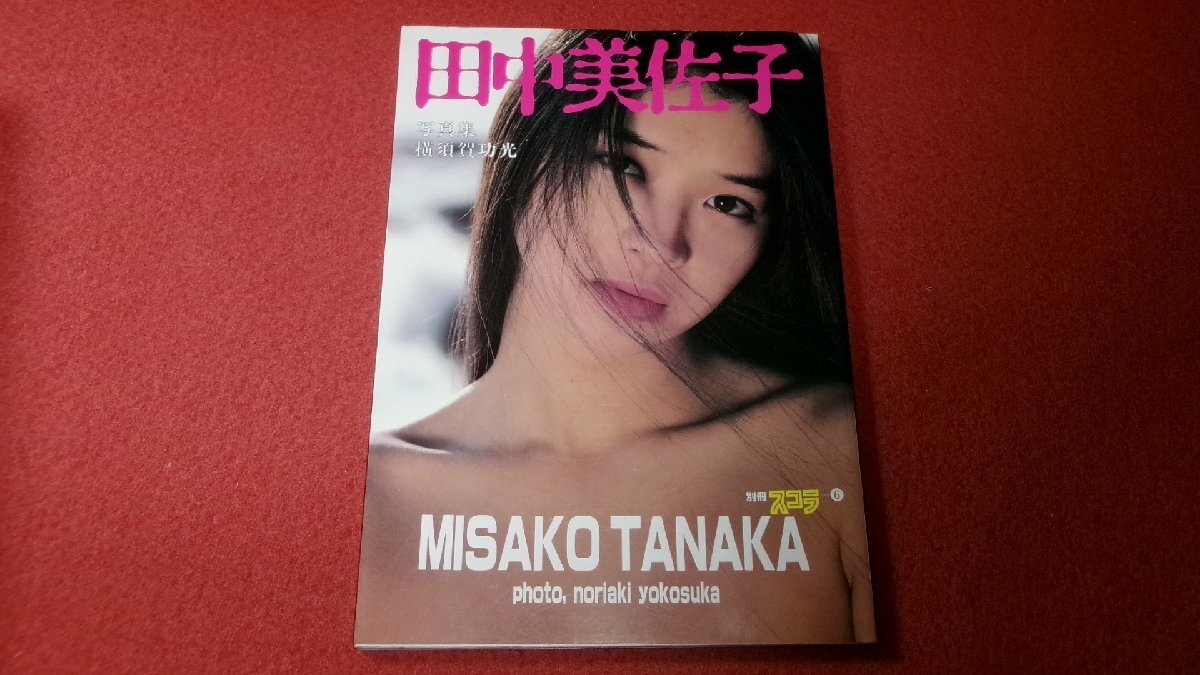 田中美佐子
写真集
横須賀功光
別冊スコラ⑥
MISAKO TANAKA
photo, noriaki yokosuka